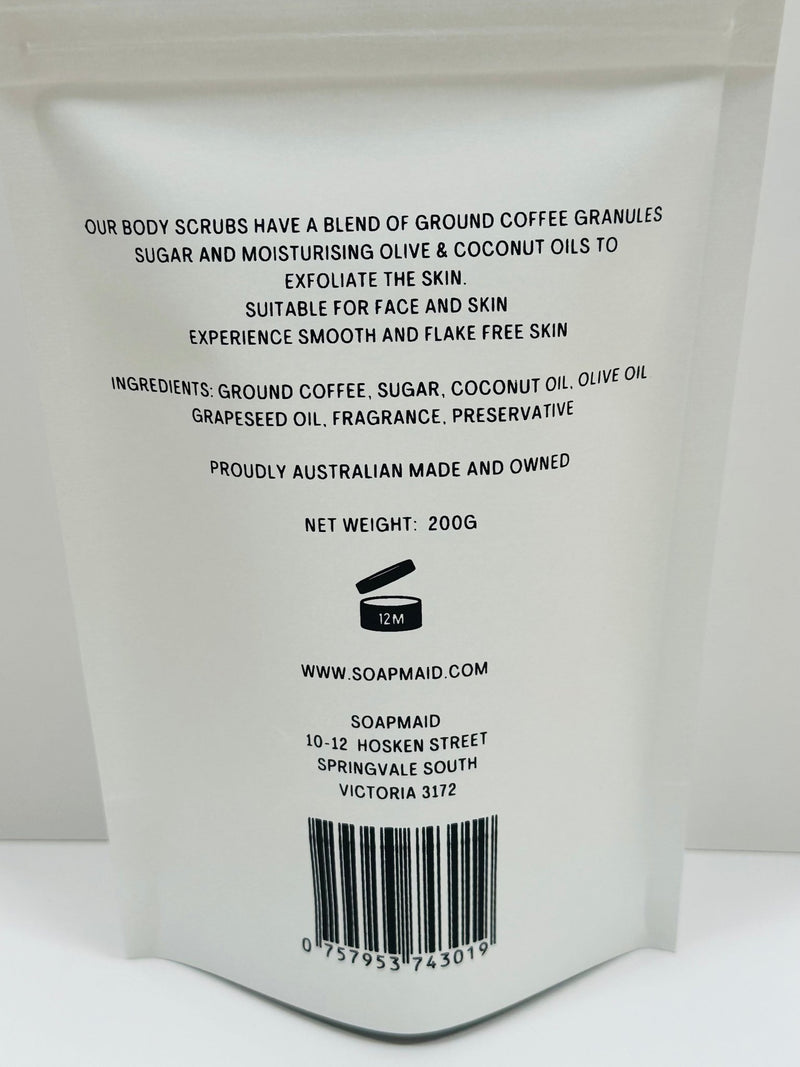 OUR BODY SCRUBS HAVE A BLEND OF GROUND COFFEE GRANULES
SUGAR AND MOISTURISING OLIVE & COCONUT OILS TO
EXFOLIATE THE SKIN.
SUITABLE FOR FACE AND SKIN
EXPERIENCE SMOOTH AND FLAKE FREE SKIN
INGREDIENTS: GROUND COFFEE, SUGAR, COCONUT OIL, OLIVE OIL
GRAPESEED OIL, FRAGRANCE, PRESERVATIVE
PROUDLY AUSTRALIAN MADE AND OWNED
NET WEIGHT: 200G
12M
WWW.SOAPMAID.COM
SOAPMAID
10-12 HOSKEN STREET
SPRINGVALE SOUTH
VICTORIA 3172
0 757953 743019